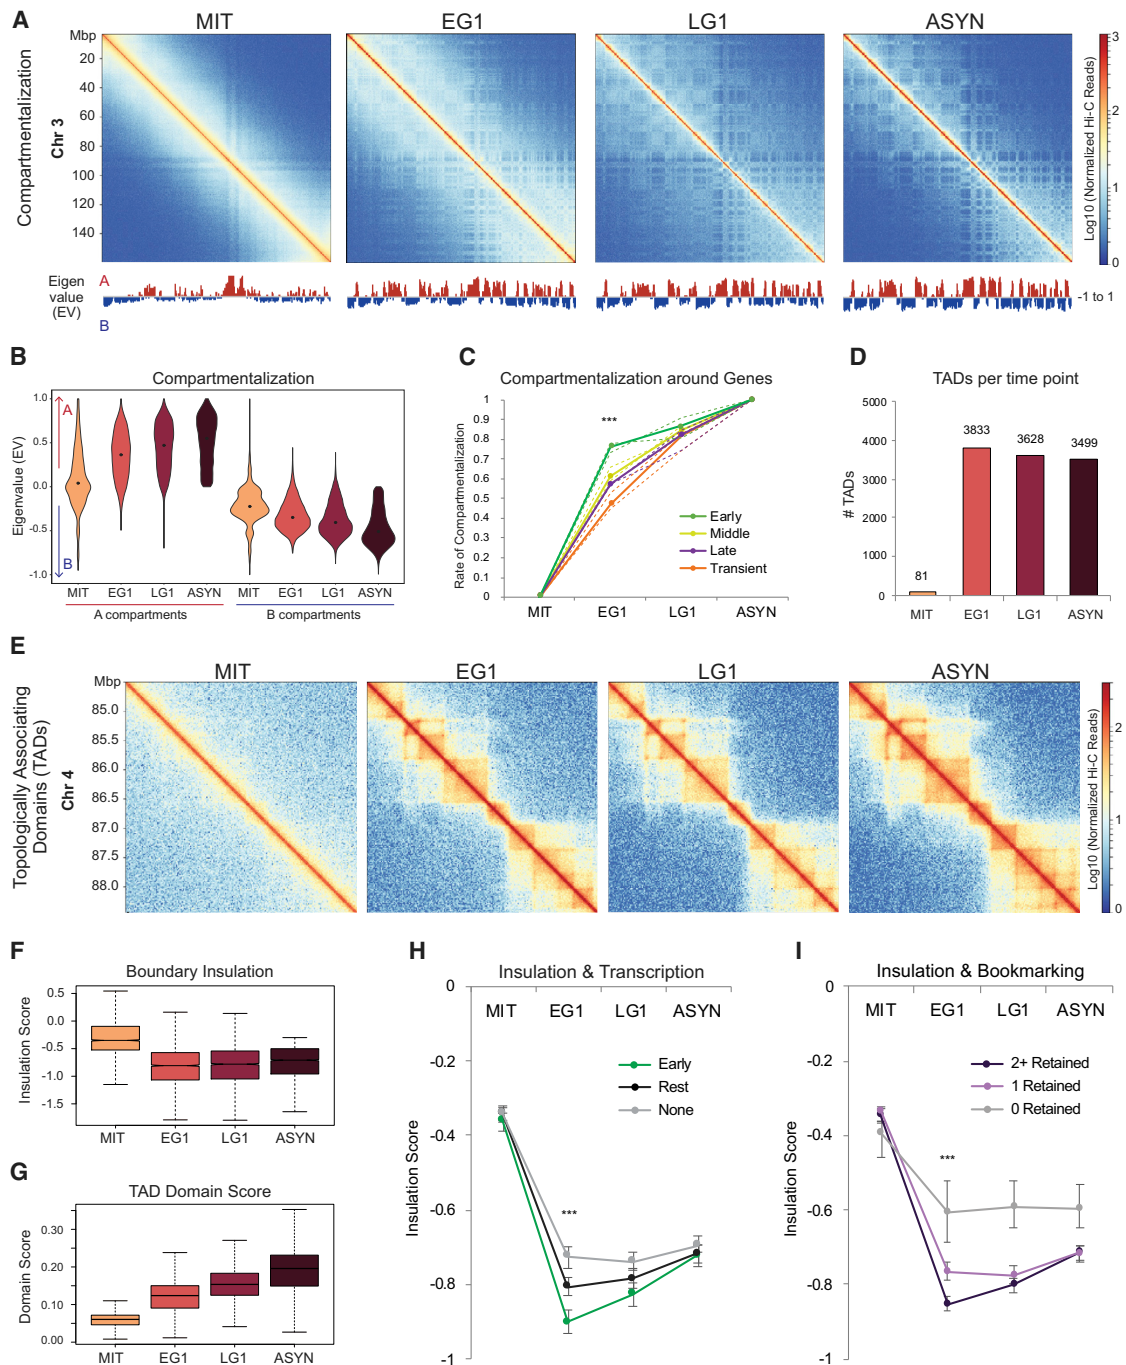 A
MIT
EG1
LG1
ASYN
Compartmentalization
Chr 3
Mbp
20
40
60
80
100
120
140
3
2
1
0
Log10 (Normalized Hi-C Reads)
Eigen
value
(EV)
A
B
-1 to 1
B
Compartmentalization
Eigenvalue (EV)
1.0
0.5
0.0
-0.5
-1.0
A
B
MIT
EG1
LG1
ASYN
MIT
EG1
LG1
ASYN
A compartments
B compartments
C
Compartmentalization around Genes
Rate of Compartmentalization
1
0.9
0.8
0.7
0.6
0.5
0.4
0.3
0.2
0.1
0
***
Early
Middle
Late
Transient
MIT
EG1
LG1
ASYN
D
TADs per time point
# TADs
5000
4000
3000
2000
1000
0
81
3833
3628
3499
MIT
EG1
LG1
ASYN
E
MIT
EG1
LG1
ASYN
Topologically Associating
Domains (TADs)
Chr 4
Mbp
85.0
85.5
86.0
86.5
87.0
87.5
88.0
2
1
0
Log10 (Normalized Hi-C Reads)
F
Boundary Insulation
Insulation Score
0.5
0.0
-0.5
-1.0
-1.5
MIT
EG1
LG1
ASYN
G
TAD Domain Score
Domain Score
0.30
0.20
0.10
0.00
MIT
EG1
LG1
ASYN
H
Insulation & Transcription
Insulation Score
0
-0.2
-0.4
-0.6
-0.8
-1
MIT
EG1
LG1
ASYN
Early
Rest
None
***
I
Insulation & Bookmarking
Insulation Score
0
-0.2
-0.4
-0.6
-0.8
-1
MIT
EG1
LG1
ASYN
2+ Retained
1 Retained
0 Retained
***